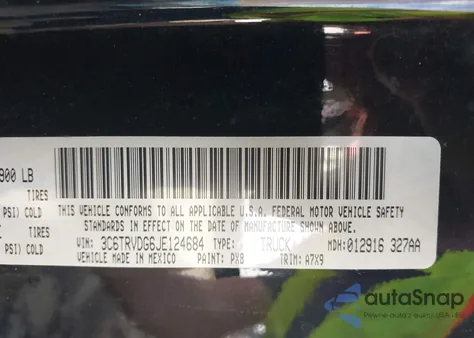 900 LB
TIRES
PSI) COLD
TIRES
PSI) COLD
THIS VEHICLE CONFORMS TO ALL APPLICABLE U.S.A. FEDERAL MOTOR VEHICLE SAFETY
STANDARDS IN EFFECT ON THE DATE OF MANUFACTURE SHOWN ABOVE.
VIN: 3C6TRVDG6JE124684 TYPE: TRUCK MDH: 012916 327AA
VEHICLE MADE IN MEXICO PAINT: PX8 TRIM: A7X9
autoSnap